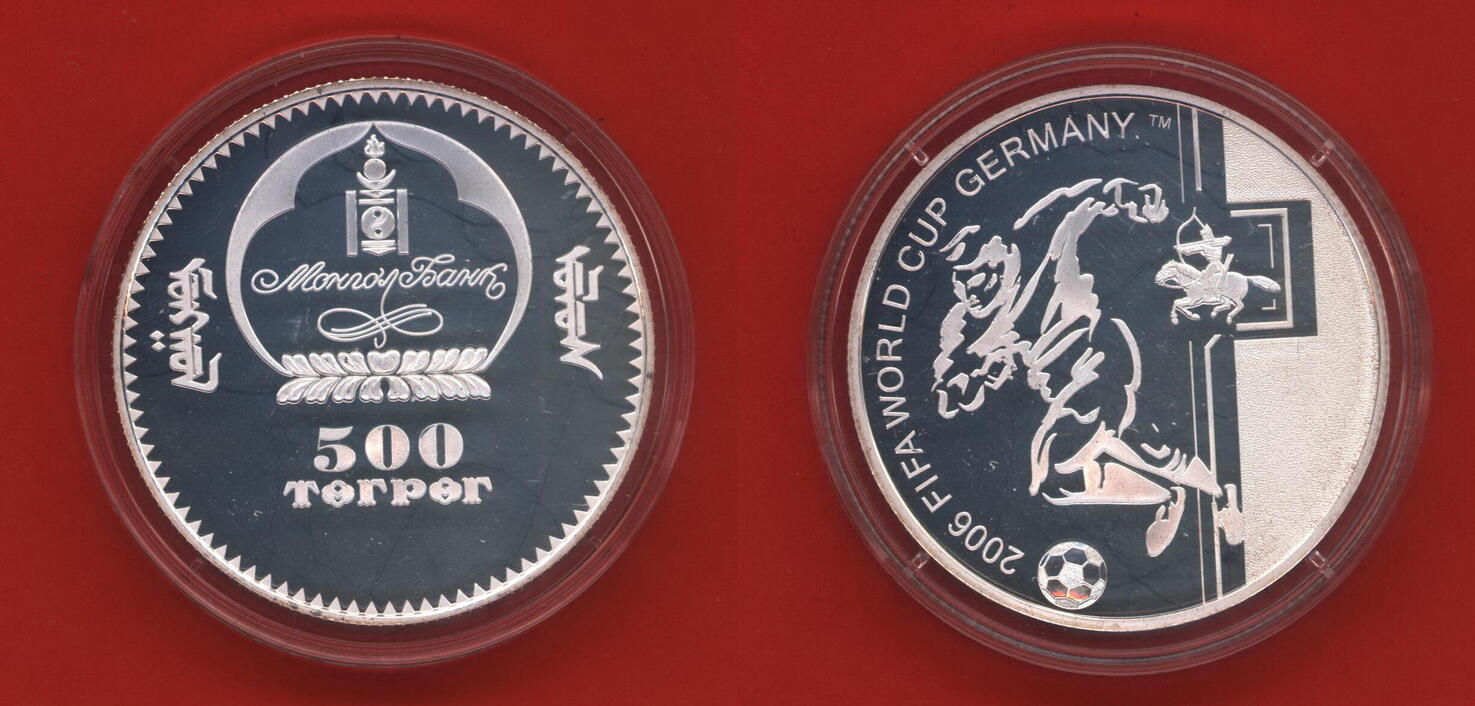 Монгол Банк
500
ТӨГРӨГ
2006 FIFA WORLD CUP GERMANY ™